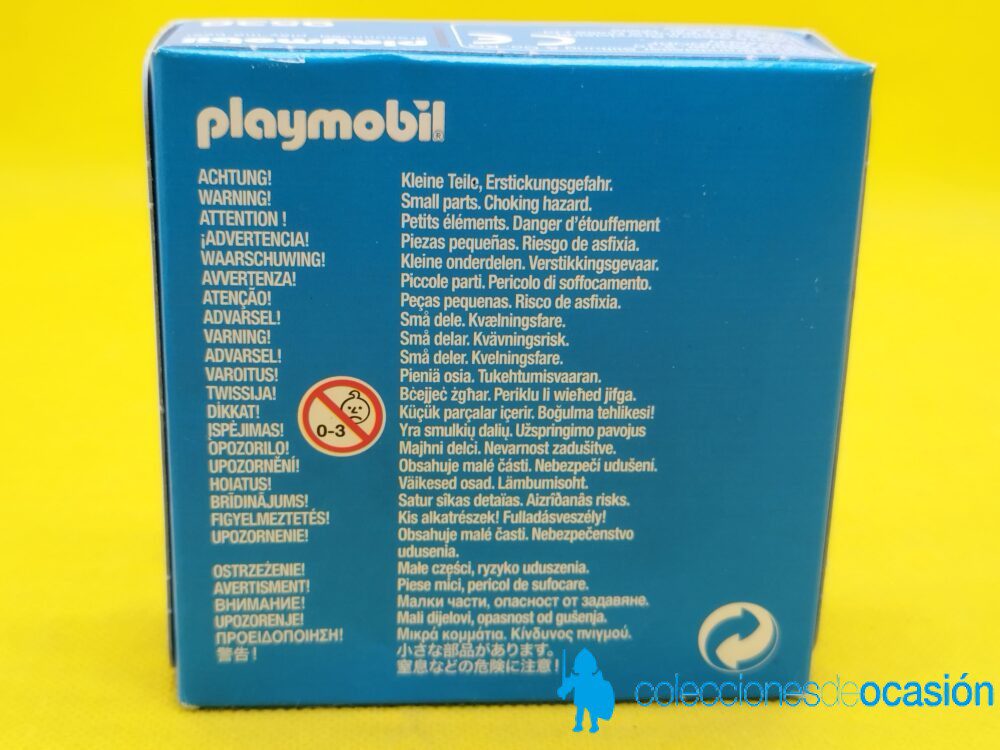 playmobil
playmobil®
ACHTUNG! Kleine Teile, Erstickungsgefahr.
WARNING! Small parts. Choking hazard.
ATTENTION ! Petits éléments. Danger d'étouffement
¡ADVERTENCIA! Piezas pequeñas. Riesgo de asfixia.
WAARSCHUWING! Kleine onderdelen. Verstikkingsgevaar.
AVVERTENZA! Piccole parti. Pericolo di soffocamento.
ATENÇÃO! Peças pequenas. Risco de asfixia.
ADVARSEL! Små dele. Kvælningsfare.
VARNING! Små delar. Kvävningsrisk.
ADVARSEL! Små deler. Kvelningsfare.
VAROITUS! Pieniä osia. Tukehtumisvaaran.
TWISSIJA! Bċejjeċ żgħar. Periklu li wieħed jifga.
DİKKAT! Küçük parçalar içerir. Boğulma tehlikesi!
ĮSPĖJIMAS! Yra smulkių dalių. Užspringimo pavojus
OPOZORILO! Majhni delci. Nevarnost zadušitve.
UPOZORNĚNÍ! Obsahuje malé části. Nebezpečí udušení.
HOIATUS! Väikesed osad. Lämbumisoht.
BRĪDINĀJUMS! Satur sīkas detaļas. Aizrīšanās risks.
FIGYELMEZTETÉS! Kis alkatrészek! Fulladásveszély!
UPOZORNENIE! Obsahuje malé časti. Nebezpečenstvo
udusenia.
OSTRZEŻENIE! Małe części, ryzyko uduszenia.
AVERTISMENT! Piese mici, pericol de sufocare.
ВНИМАНИЕ! Малки части, опасност от задавяне.
UPOZORENJE! Mali dijelovi, opasnost od gušenja.
ΠΡΟΕΙΔΟΠΟΙΗΣΗ! Μικρά κομμάτια. Κίνδυνος πνιγμού.
警告! 小さな部品があります。
窒息などの危険に注意!
0-3
coleccionesdeocasión